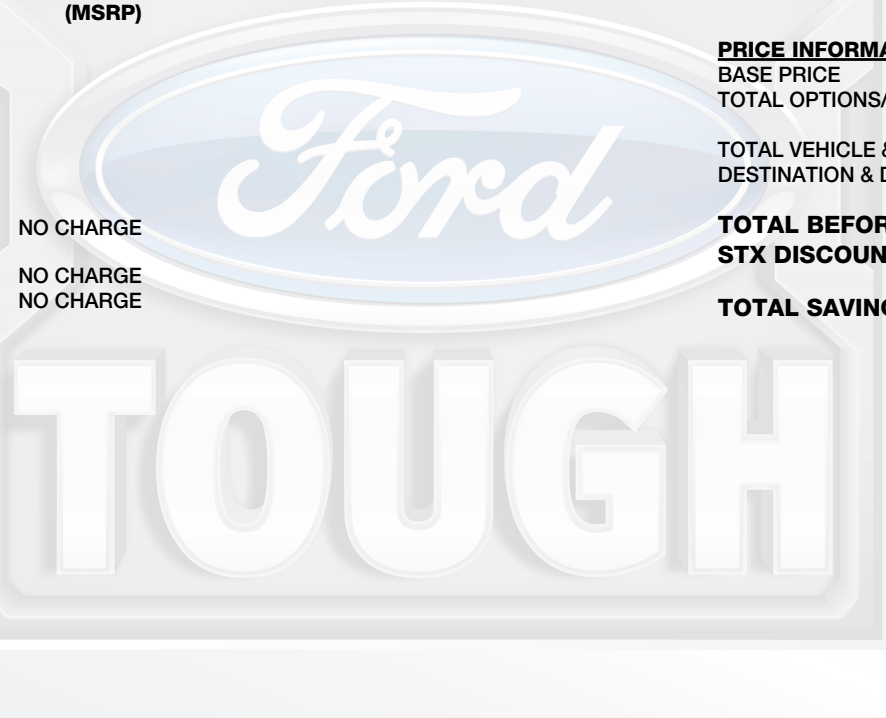 (MSRP)
NO CHARGE
NO CHARGE
NO CHARGE
PRICE INFORMA
BASE PRICE
TOTAL OPTIONS/
TOTAL VEHICLE &
DESTINATION & D
TOTAL BEFOR
STX DISCOUN
TOTAL SAVING
Ford
TOUGH